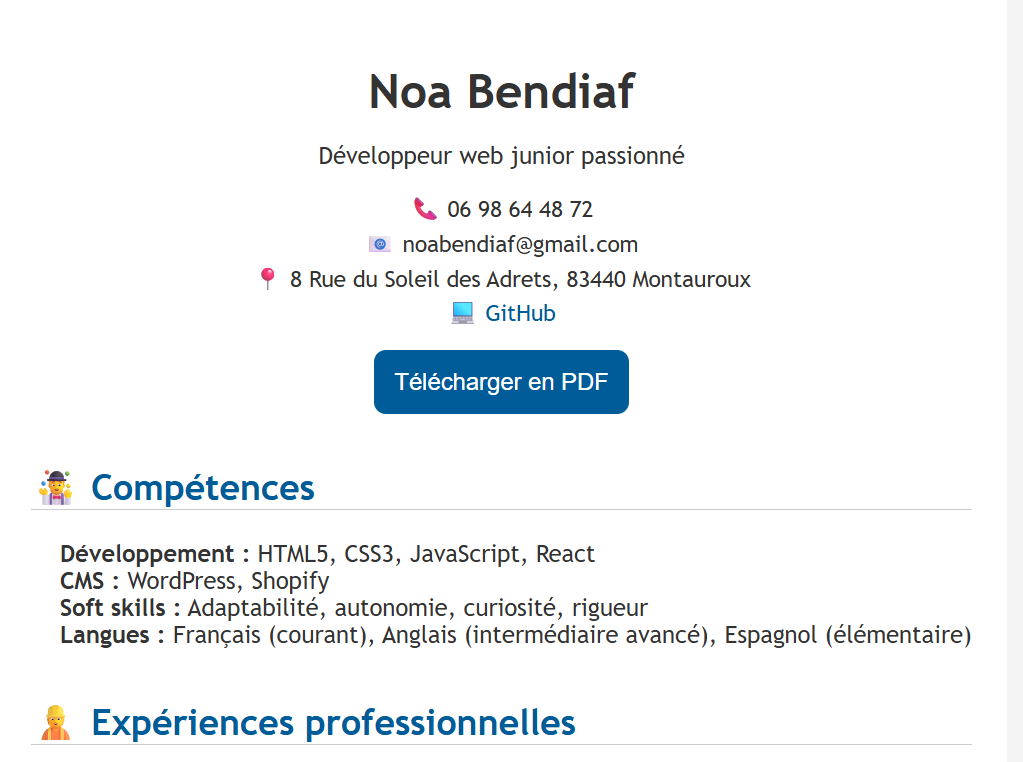 Noa Bendiaf
Développeur web junior passionné
06 98 64 48 72
noabendiaf@gmail.com
8 Rue du Soleil des Adrets, 83440 Montauroux
GitHub
Télécharger en PDF
Compétences
Développement : HTML5, CSS3, JavaScript, React
CMS : WordPress, Shopify
Soft skills : Adaptabilité, autonomie, curiosité, rigueur
Langues : Français (courant), Anglais (intermédiaire avancé), Espagnol (élémentaire)
Expériences professionnelles